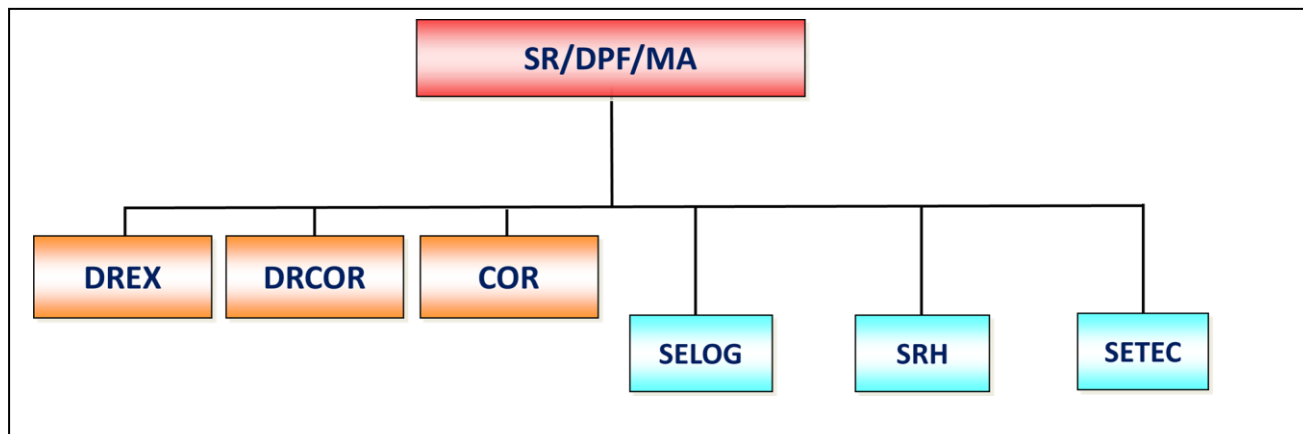 SR/DPF/MA
DREX
DRCOR
COR
SELOG
SRH
SETEC